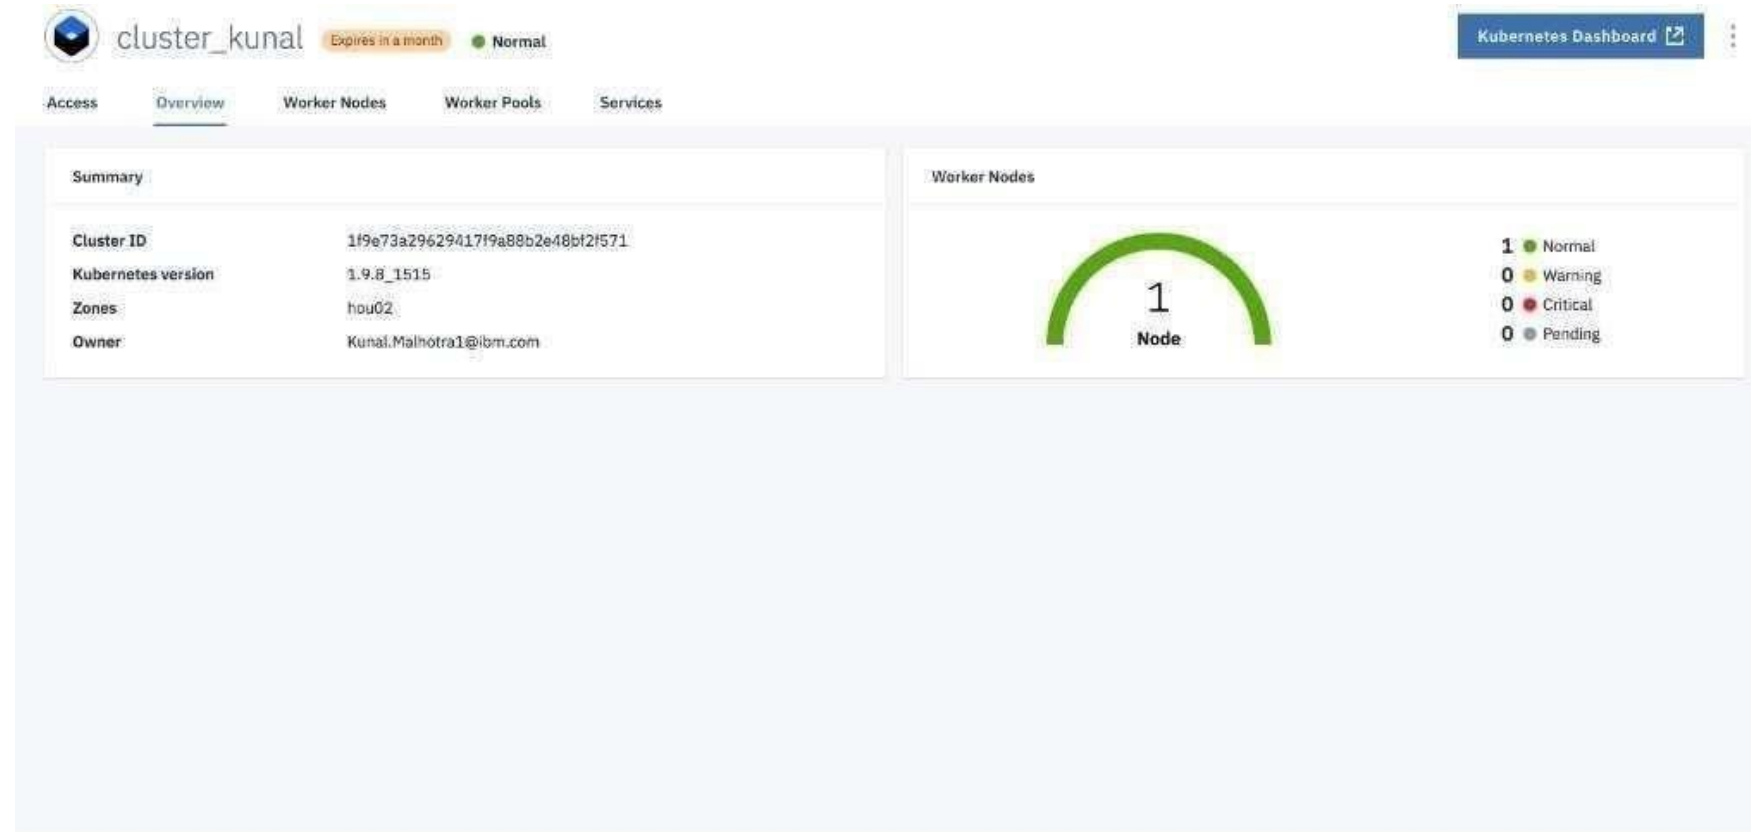 cluster_kunal Expires in a month Normal
Kubernetes Dashboard
Access Overview Worker Nodes Worker Pools Services
Summary
Cluster ID 1f9e73a29629417f9a88b2e48bf2f571
Kubernetes version 1.9.8_1515
Zones hou02
Owner Kunal.Malhotra1@ibm.com
Worker Nodes
1
Node
1 Normal
0 Warning
0 Critical
0 Pending